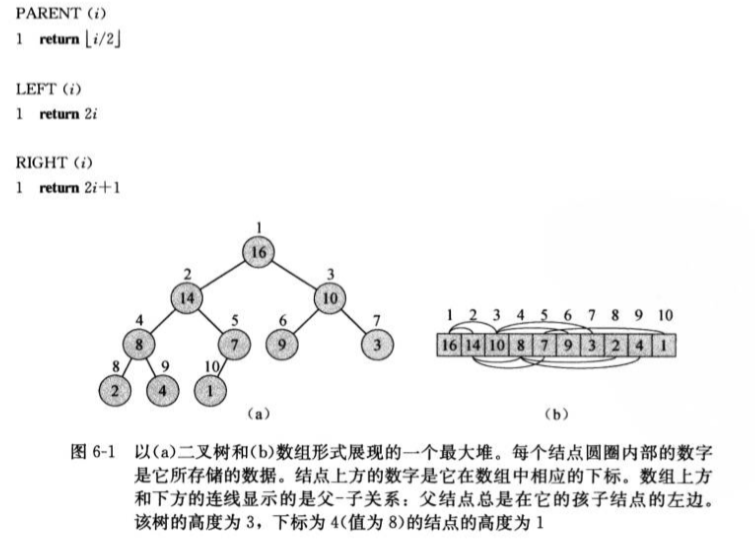 PARENT (i)
1 return ⌊i/2⌋
LEFT (i)
1 return 2i
RIGHT (i)
1 return 2i+1
1
16
2 3
14 10
4 5 6 7
8 7 9 3
8 9 10
2 4 1
(a)
1 2 3 4 5 6 7 8 9 10
16 14 10 8 7 9 3 2 4 1
(b)
图 6-1 以(a)二叉树和(b)数组形式展现的一个最大堆。每个结点圆圈内部的数字
是它所存储的数据。结点上方的数字是它在数组中相应的下标。数组上方
和下方的连线显示的是父-子关系：父结点总是在它的孩子结点的左边。
该树的高度为 3，下标为 4(值为 8)的结点的高度为 1